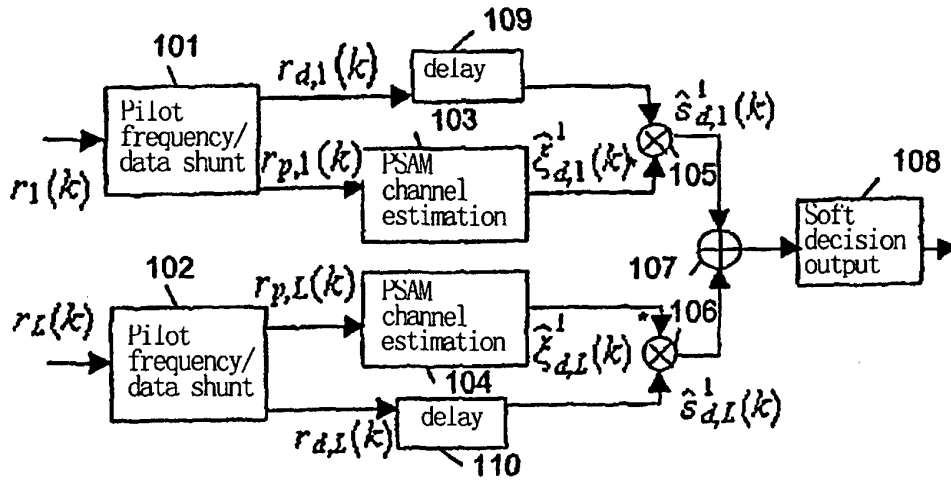 109
101
r_{d,1}(k)
delay
Pilot
frequency/
data shunt
103
ŝ^1_{d,1}(k)
r_1(k)
r_{p,1}(k)
PSAM
channel
estimation
ξ̂^1_{d,1}(k)*
105
108
Soft
decision
output
102
r_{p,L}(k)
PSAM
channel
estimation
107
106
*
r_L(k)
Pilot
frequency/
data shunt
ξ̂^1_{d,L}(k)
104
delay
ŝ^1_{d,L}(k)
r_{d,L}(k)
110